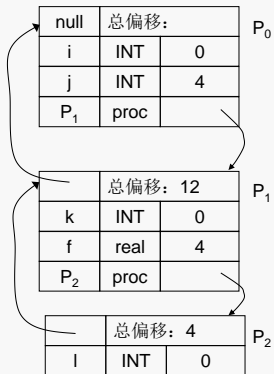 null 总偏移： P0
i INT 0
j INT 4
P1 proc
总偏移：12 P1
k INT 0
f real 4
P2 proc
总偏移：4 P2
l INT 0